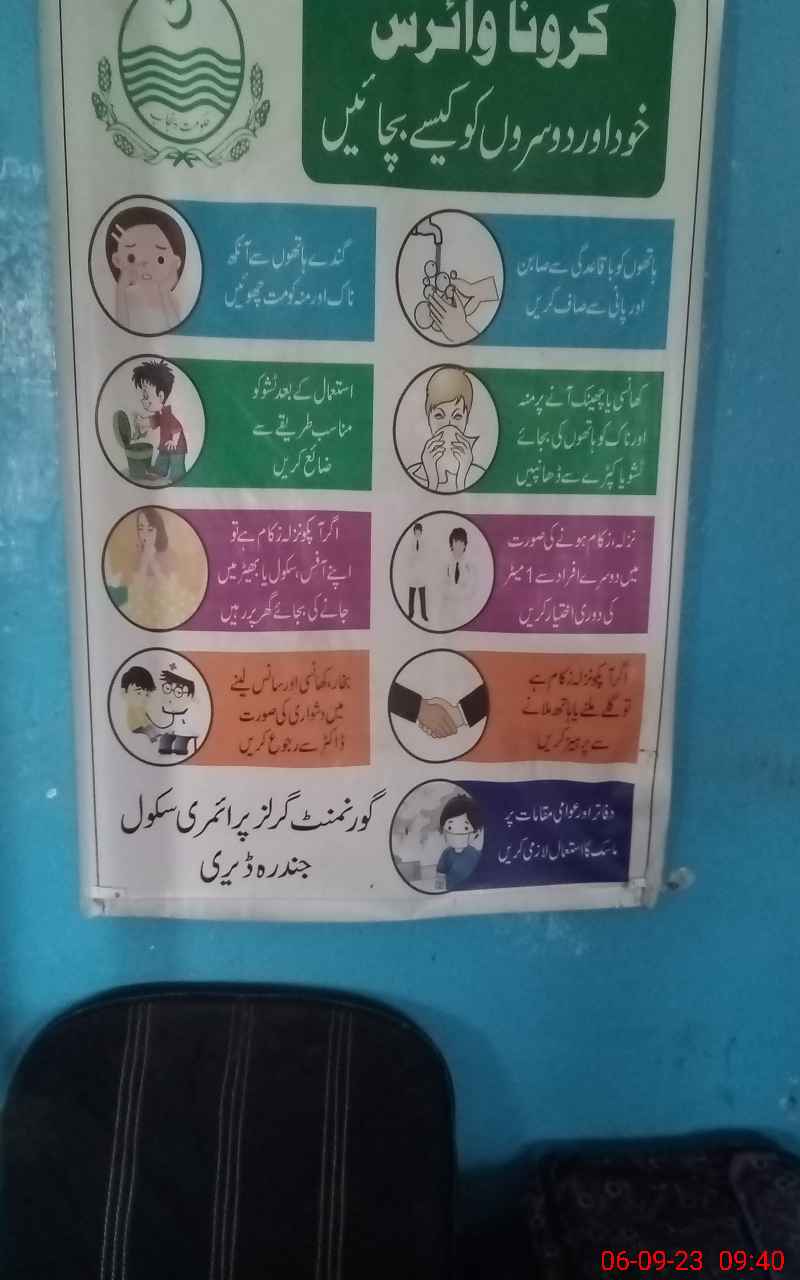 کرونا وائرس
خود اور دوسروں کو کیسے بچائیں
حکومت پنجاب
ہاتھوں کو باقاعدگی سے صابن
اور پانی سے صاف کریں
گندے ہاتھوں سے آنکھ
ناک اور منہ کو مت چھوئیں
کھانسی یا چھینک آنے پر منہ
اور ناک کو ہاتھوں کی بجائے
ٹشو یا کپڑے سے ڈھانپیں
استعمال کے بعد ٹشو کو
مناسب طریقے سے
ضائع کریں
نزلہ، زکام ہونے کی صورت
میں دوسرے افراد سے 1 میٹر
کی دوری اختیار کریں
اگر آپکو نزلہ زکام ہے تو
اپنے آفس، سکول یا بھیڑ میں
جانے کی بجائے گھر پر رہیں
اگر آپکو نزلہ زکام ہے
تو گلے ملنے یا ہاتھ ملانے
سے پرہیز کریں
بخار، کھانسی اور سانس لینے
میں دشواری کی صورت
ڈاکٹر سے رجوع کریں
دفاتر اور عوامی مقامات پر
ماسک کا استعمال لازمی کریں
گورنمنٹ گرلز پرائمری سکول
جندرہ ڈیری
06-09-23 09:40